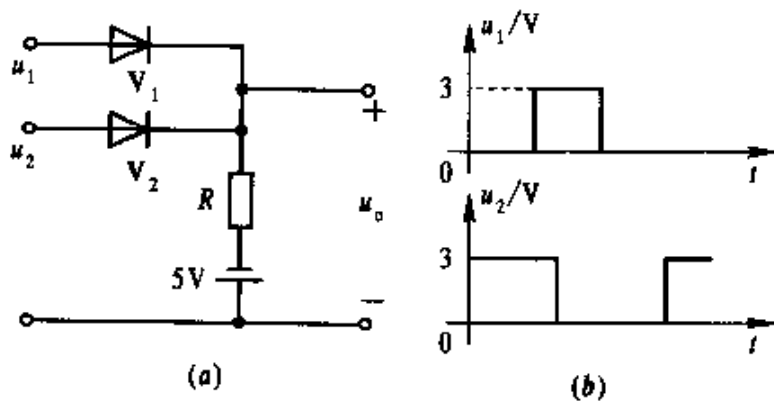 u₁
V₁
u₂
V₂
R
5V
+
uₒ
−
(a)
u₁/V
3
0
t
u₂/V
3
0
t
(b)